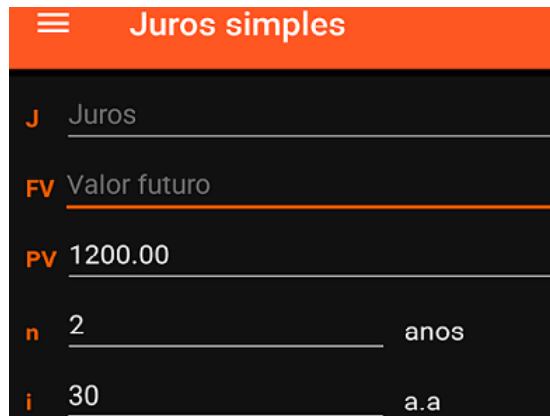 Juros simples
J Juros
FV Valor futuro
PV 1200.00
n 2 anos
i 30 a.a